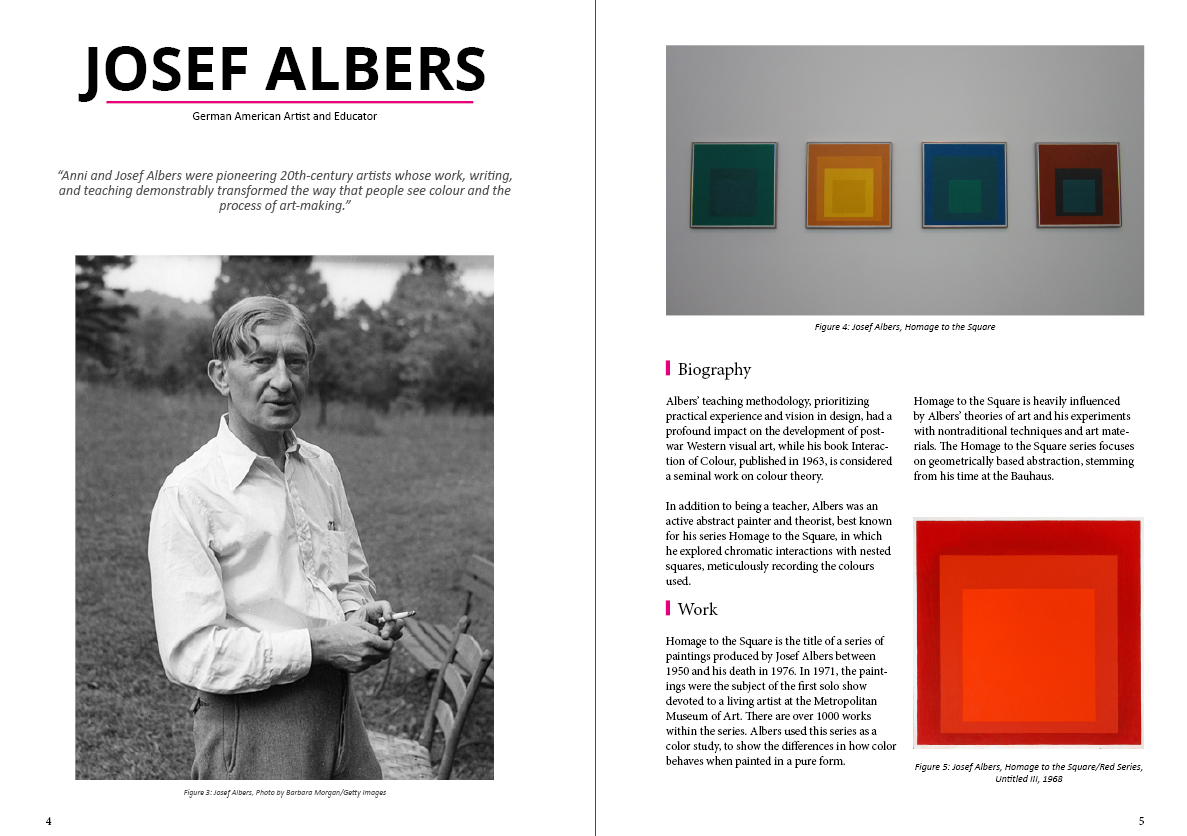 JOSEF ALBERS
German American Artist and Educator
“Anni and Josef Albers were pioneering 20th-century artists whose work, writing,
and teaching demonstrably transformed the way that people see colour and the
process of art-making.”
Figure 3: Josef Albers, Photo by Barbara Morgan/Getty Images
4
Figure 4: Josef Albers, Homage to the Square
Biography
Albers’ teaching methodology, prioritizing
practical experience and vision in design, had a
profound impact on the development of post-
war Western visual art, while his book Interac-
tion of Colour, published in 1963, is considered
a seminal work on colour theory.
In addition to being a teacher, Albers was an
active abstract painter and theorist, best known
for his series Homage to the Square, in which
he explored chromatic interactions with nested
squares, meticulously recording the colours
used.
Work
Homage to the Square is the title of a series of
paintings produced by Josef Albers between
1950 and his death in 1976. In 1971, the paint-
ings were the subject of the first solo show
devoted to a living artist at the Metropolitan
Museum of Art. There are over 1000 works
within the series. Albers used this series as a
color study, to show the differences in how color
behaves when painted in a pure form.
Homage to the Square is heavily influenced
by Albers’ theories of art and his experiments
with nontraditional techniques and art mate-
rials. The Homage to the Square series focuses
on geometrically based abstraction, stemming
from his time at the Bauhaus.
Figure 5: Josef Albers, Homage to the Square/Red Series,
Untitled III, 1968
5